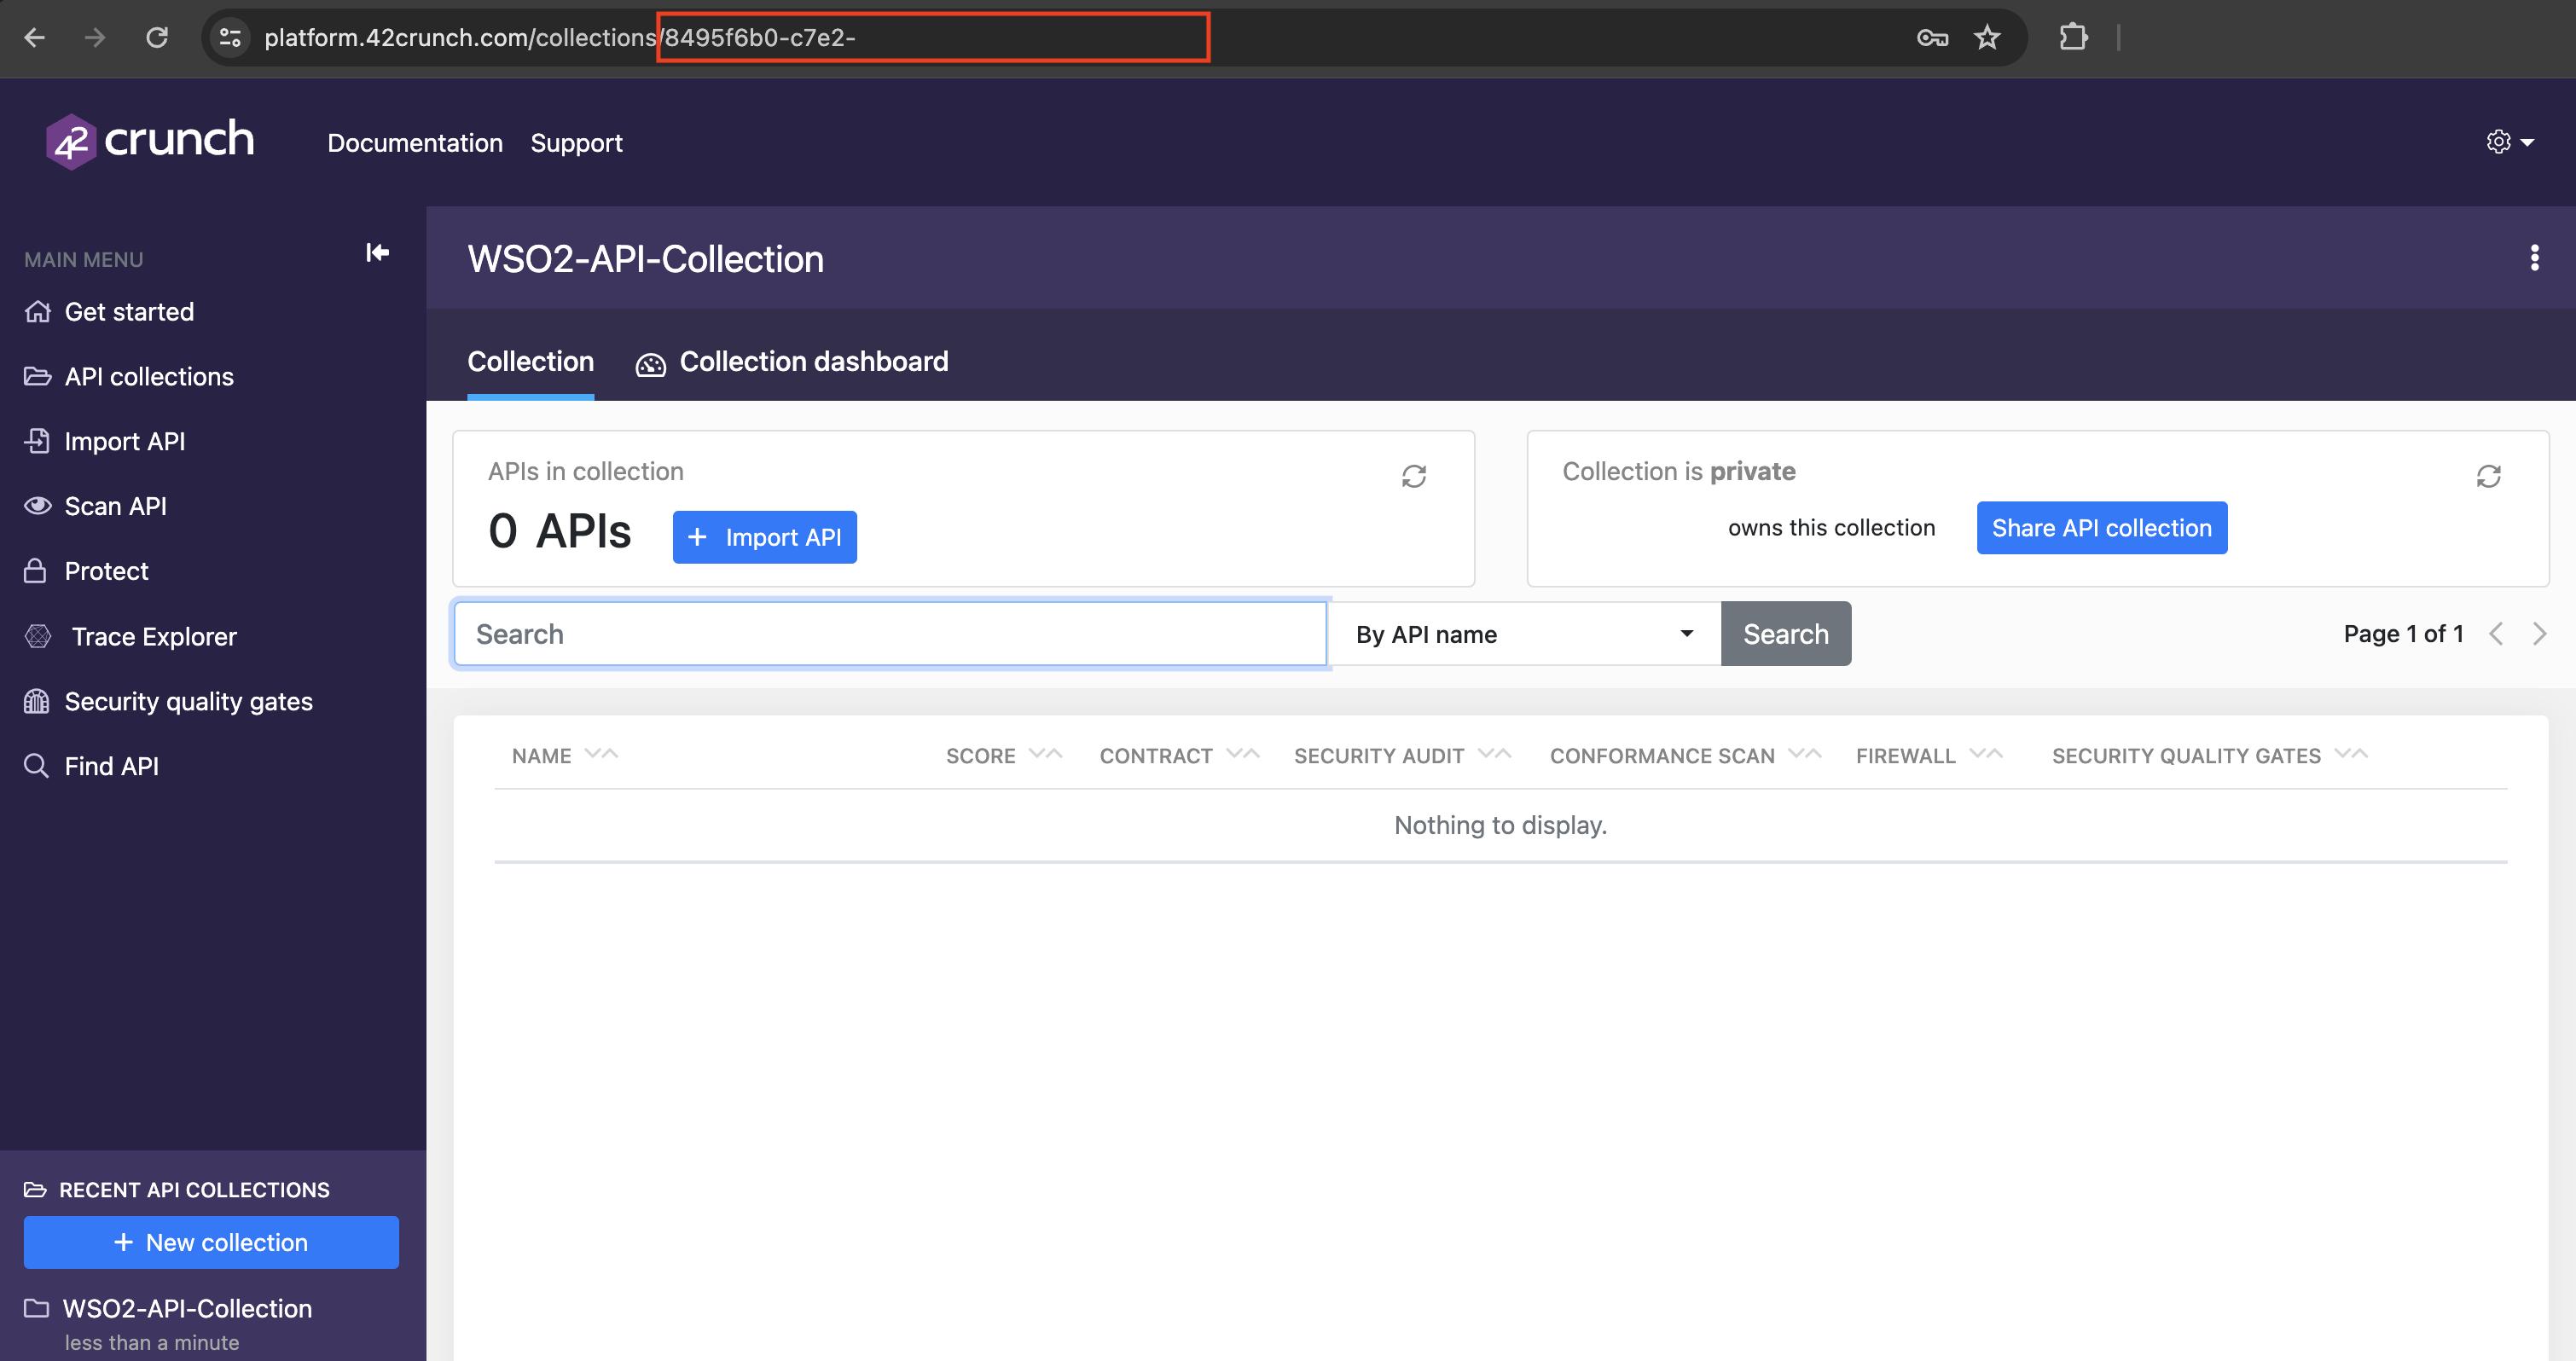 platform.42crunch.com/collections/8495f6b0-c7e2-
42 crunch
Documentation Support
MAIN MENU
Get started
API collections
Import API
Scan API
Protect
Trace Explorer
Security quality gates
Find API
RECENT API COLLECTIONS
+ New collection
WSO2-API-Collection
less than a minute
WSO2-API-Collection
Collection Collection dashboard
APIs in collection
0 APIs + Import API
Collection is private
owns this collection Share API collection
Search By API name Search Page 1 of 1
NAME SCORE CONTRACT SECURITY AUDIT CONFORMANCE SCAN FIREWALL SECURITY QUALITY GATES
Nothing to display.